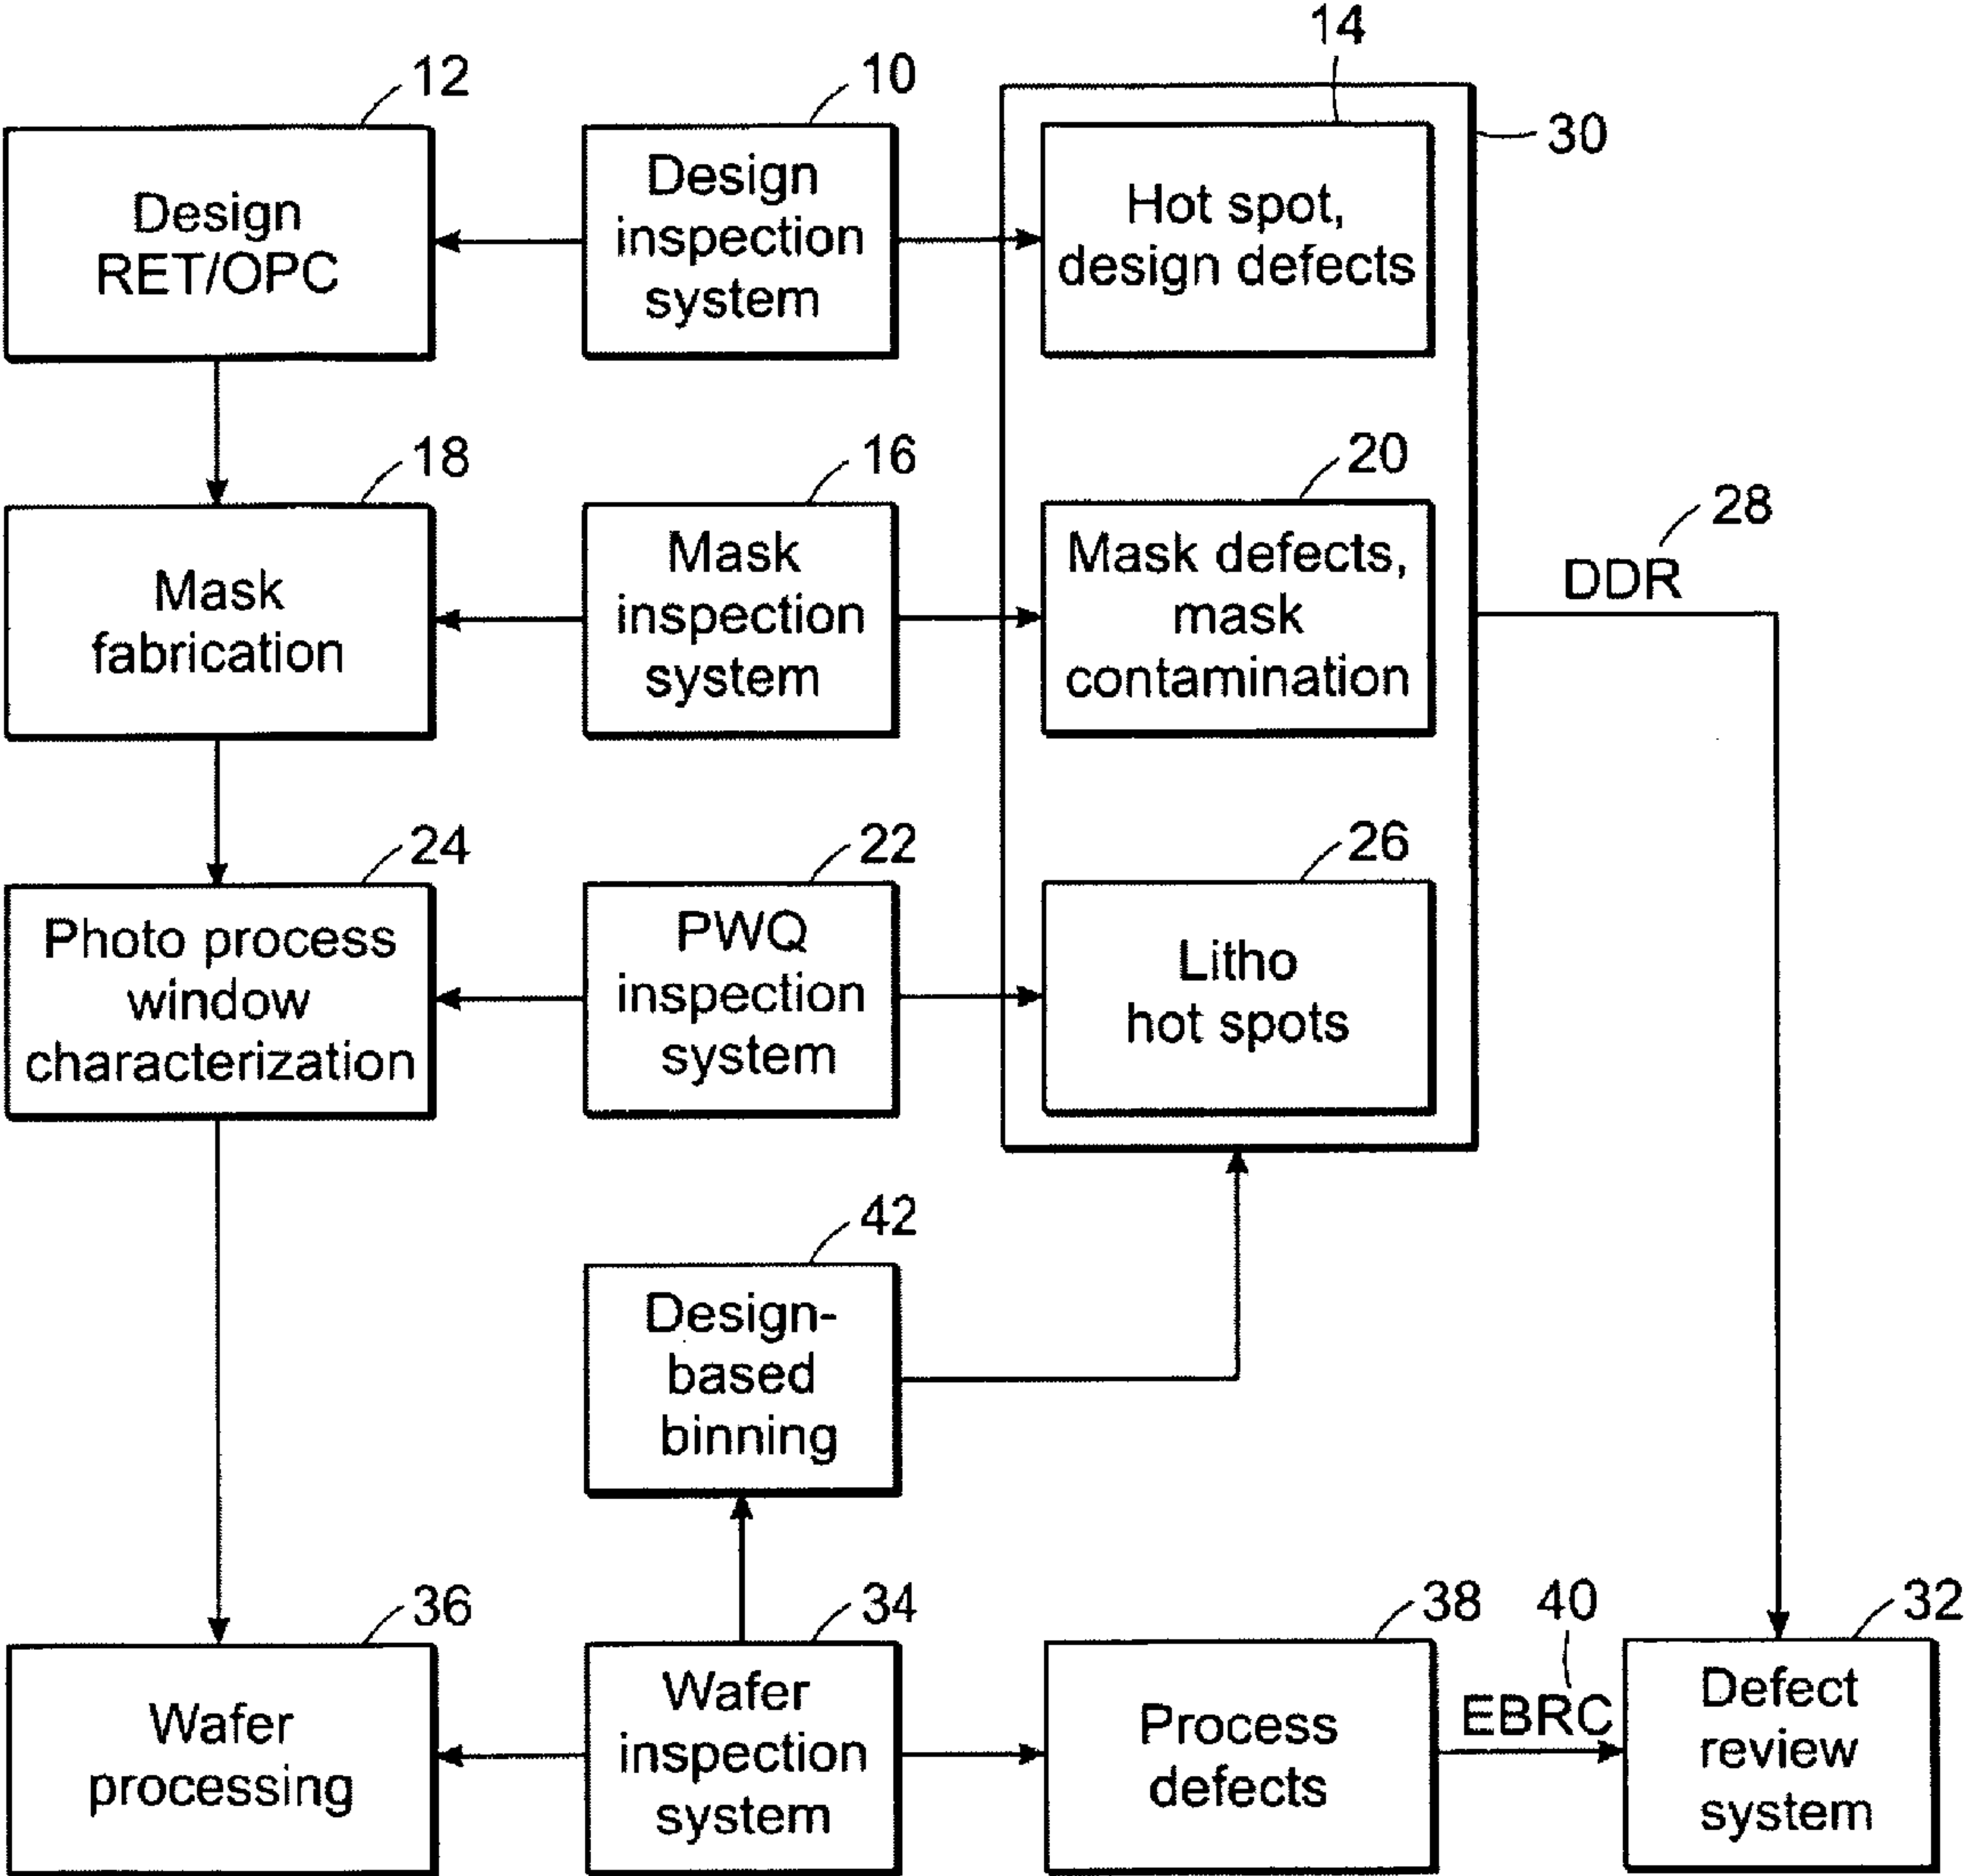 14
12
10
30
Design
RET/OPC
Design
inspection
system
Hot spot,
design defects
18
16
20
28
Mask
fabrication
Mask
inspection
system
Mask defects,
mask
contamination
DDR
24
22
26
Photo process
window
characterization
PWQ
inspection
system
Litho
hot spots
42
Design-
based
binning
36
34
38
40
32
Wafer
processing
Wafer
inspection
system
Process
defects
EBRC
Defect
review
system